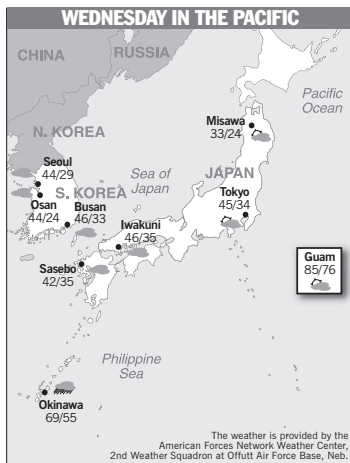 WEDNESDAY IN THE PACIFIC
CHINA
RUSSIA
Pacific
Ocean
Misawa
33/24
N. KOREA
Seoul
44/29
Sea of
Japan
JAPAN
S. KOREA
Tokyo
45/34
Osan
44/24
Busan
46/33
Iwakuni
46/35
Sasebo
42/35
Guam
85/76
Philippine
Sea
Okinawa
69/55
The weather is provided by the
American Forces Network Weather Center,
2nd Weather Squadron at Offutt Air Force Base, Neb.